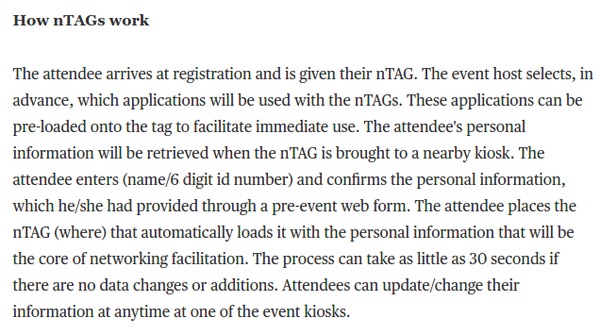 How nTAGs work
The attendee arrives at registration and is given their nTAG. The event host selects, in
advance, which applications will be used with the nTAGs. These applications can be
pre-loaded onto the tag to facilitate immediate use. The attendee's personal
information will be retrieved when the nTAG is brought to a nearby kiosk. The
attendee enters (name/6 digit id number) and confirms the personal information,
which he/she had provided through a pre-event web form. The attendee places the
nTAG (where) that automatically loads it with the personal information that will be
the core of networking facilitation. The process can take as little as 30 seconds if
there are no data changes or additions. Attendees can update/change their
information at anytime at one of the event kiosks.